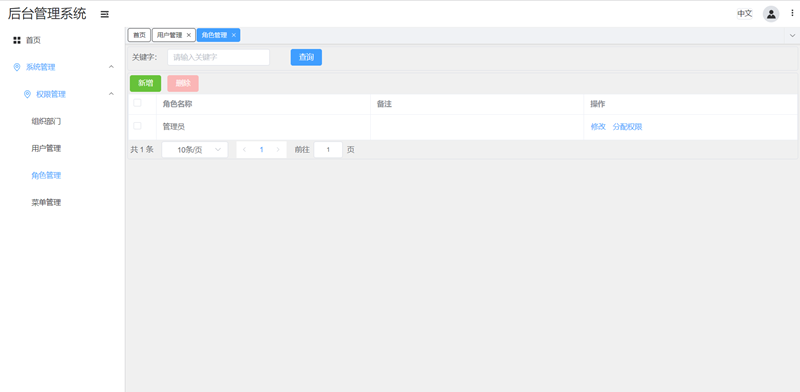 后台管理系统
中文
首页
系统管理
权限管理
组织部门
用户管理
角色管理
菜单管理
首页 用户管理 角色管理
关键字: 请输入关键字 查询
新增 删除
角色名称 备注 操作
管理员 修改 分配权限
共 1 条 10条/页 1 前往 1 页